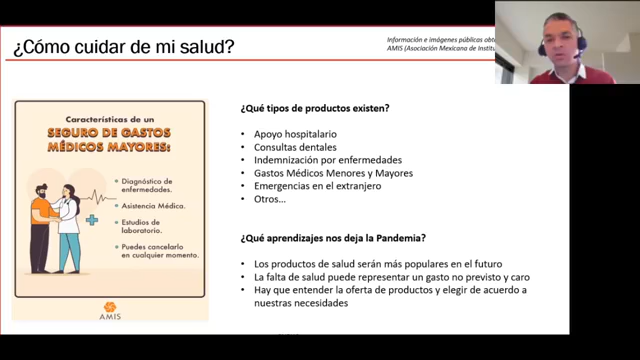 ¿Cómo cuidar de mi salud?
Información e imágenes públicas
AMIS (Asociación Mexicana de
Características de un
SEGURO DE GASTOS
MÉDICOS MAYORES:
Diagnóstico de
enfermedades.
Asistencia Médica.
Estudios de
laboratorio.
Puedes cancelarlo
en cualquier momento.
AMIS
¿Qué tipos de productos existen?
• Apoyo hospitalario
• Consultas dentales
• Indemnización por enfermedades
• Gastos Médicos Menores y Mayores
• Emergencias en el extranjero
• Otros...
¿Qué aprendizajes nos deja la Pandemia?
• Los productos de salud serán más populares en el futuro
• La falta de salud puede representar un gasto no previsto y caro
• Hay que entender la oferta de productos y elegir de acuerdo a
nuestras necesidades